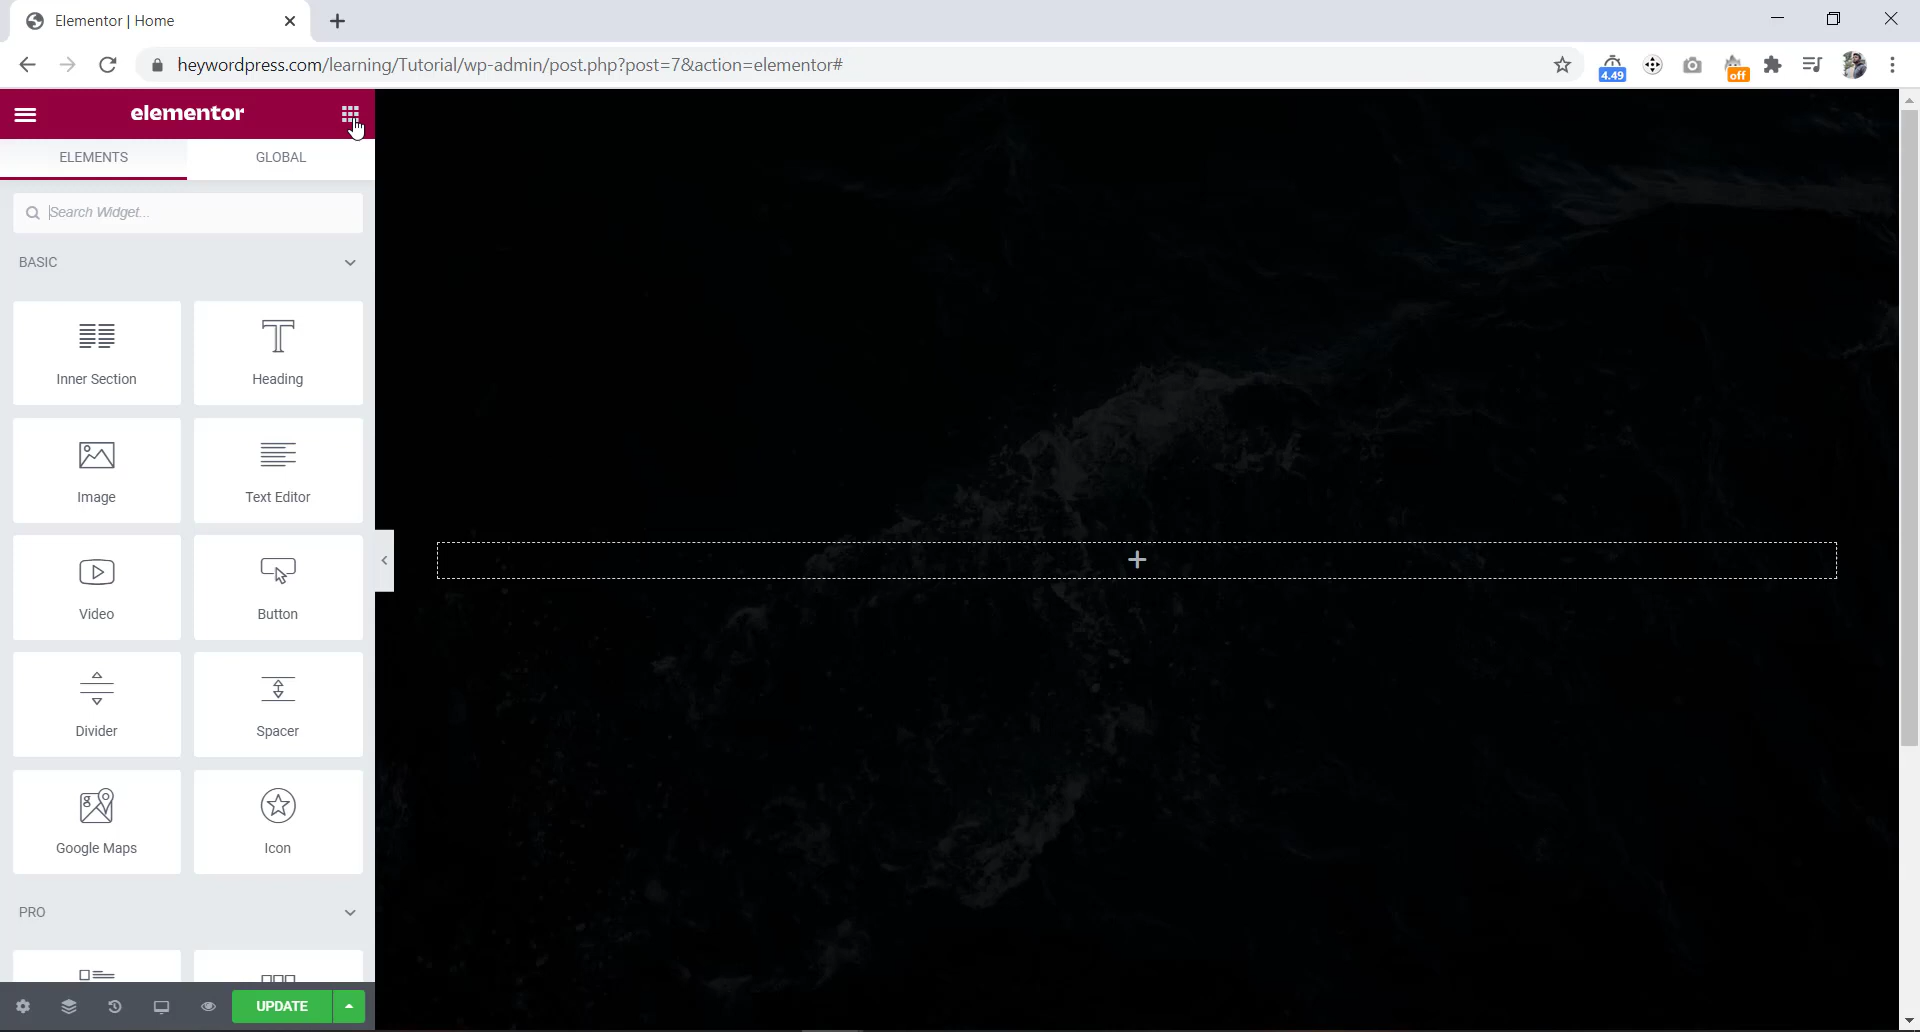 Elementor | Home
heywordpress.com/learning/Tutorial/wp-admin/post.php?post=7&action=elementor#
4.49
off
elementor
ELEMENTS
GLOBAL
Search Widget...
BASIC
Inner Section
Heading
Image
Text Editor
Video
Button
Divider
Spacer
Google Maps
Icon
PRO
UPDATE